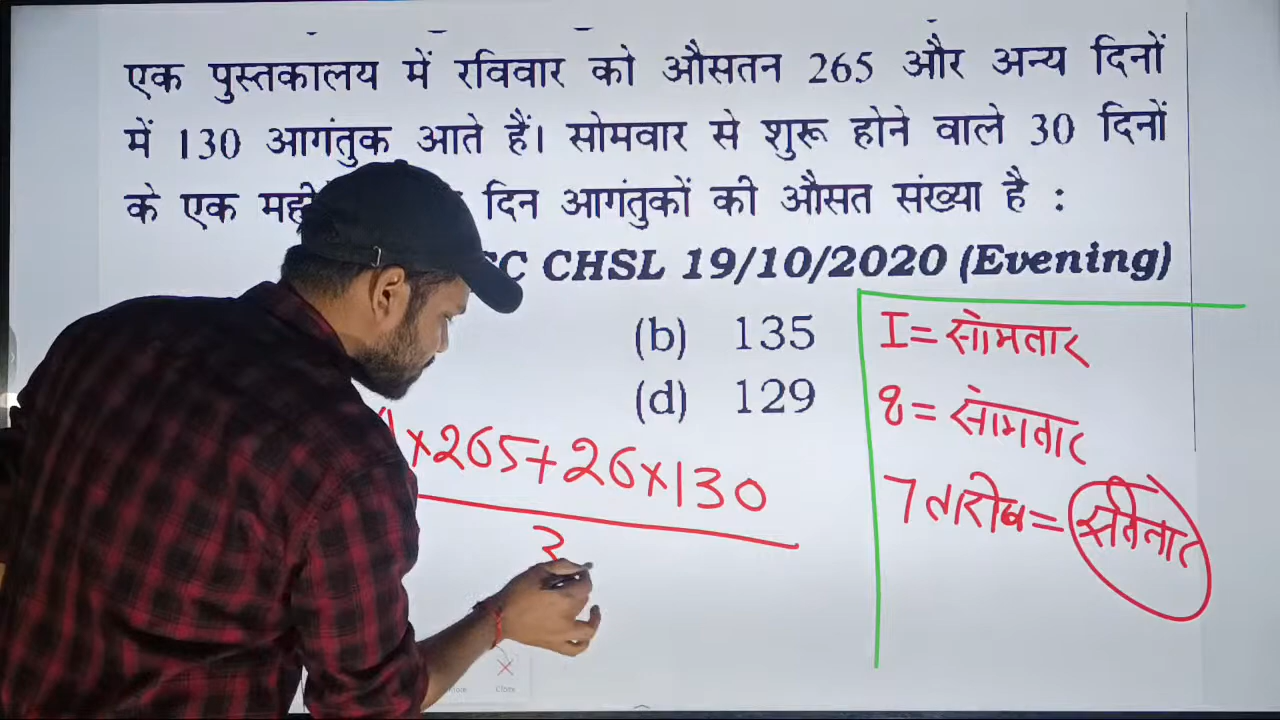 एक पुस्तकालय में रविवार को औसतन 265 और अन्य दिनों
में 130 आगंतुक आते हैं। सोमवार से शुरू होने वाले 30 दिनों
के एक दिन आगंतुकों की औसत संख्या है :
CHSL 19/10/2020 (Evening)
(b) 135
(d) 129
×265+26×130
3
I= सोमवार
8= सोमवार
7 तारीख= रविवार